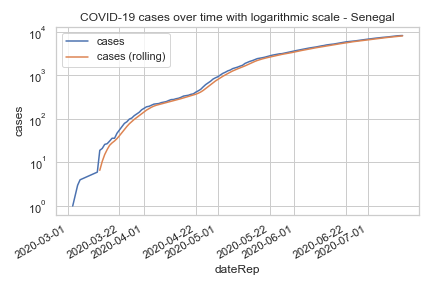 COVID-19 cases over time with logarithmic scale - Senegal
cases
cases (rolling)
10⁴
10³
10²
10¹
10⁰
cases
2020-03-01
2020-03-22
2020-04-01
2020-04-22
2020-05-01
2020-05-22
2020-06-01
2020-06-22
2020-07-01
dateRep